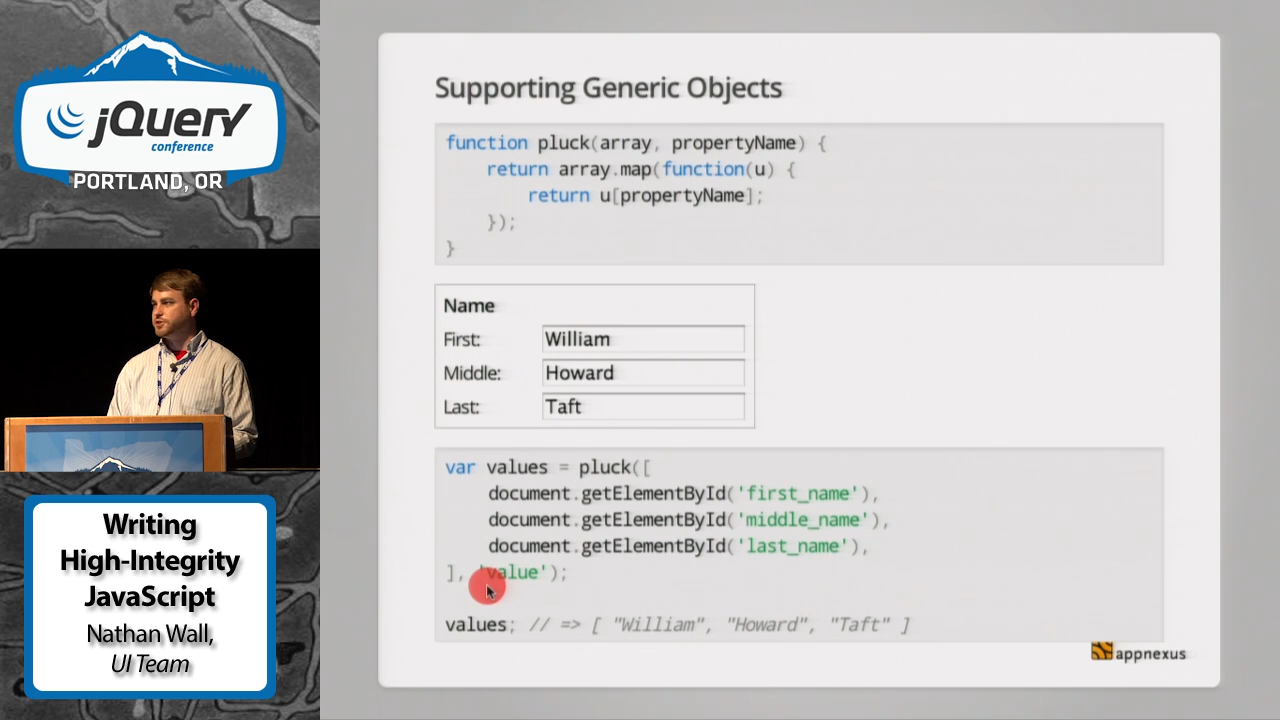 jQuery
conference
PORTLAND, OR
Writing
High-Integrity
JavaScript
Nathan Wall,
UI Team
Supporting Generic Objects
function pluck(array, propertyName) {
    return array.map(function(u) {
        return u[propertyName];
    });
}
Name
First: William
Middle: Howard
Last: Taft
var values = pluck([
    document.getElementById('first_name'),
    document.getElementById('middle_name'),
    document.getElementById('last_name'),
], 'value');
values; // => [ "William", "Howard", "Taft" ]
appnexus